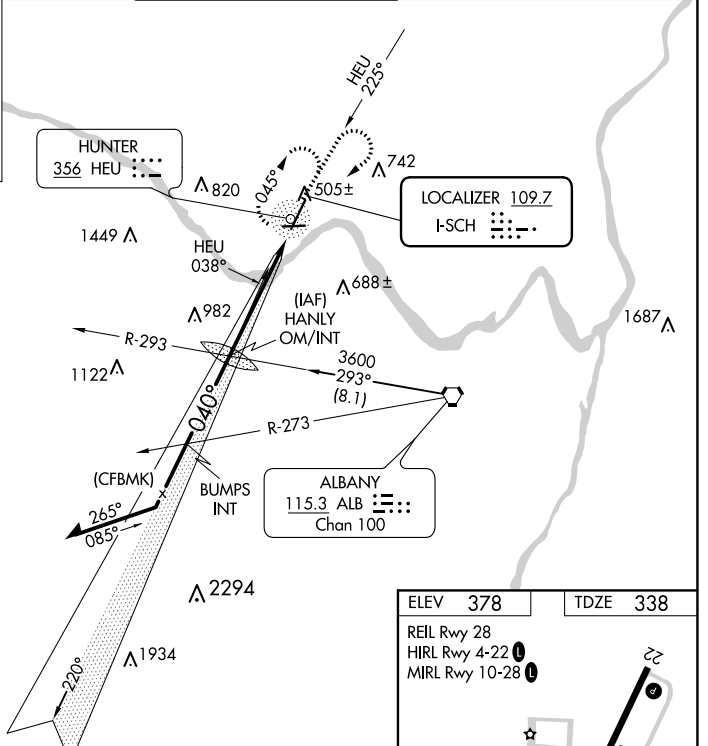 HEU
225°
HUNTER
356 HEU
820
045°
742
505±
LOCALIZER 109.7
I-SCH
1449
HEU
038°
688±
(IAF)
HANLY
OM/INT
982
1687
R-293
3600
293°
(8.1)
1122
040°
R-273
(CFBMK)
BUMPS
INT
ALBANY
115.3 ALB
Chan 100
265°
085°
2294
1934
220°
ELEV 378
TDZE 338
REIL Rwy 28
HIRL Rwy 4-22 L
MIRL Rwy 10-28 L
22
P